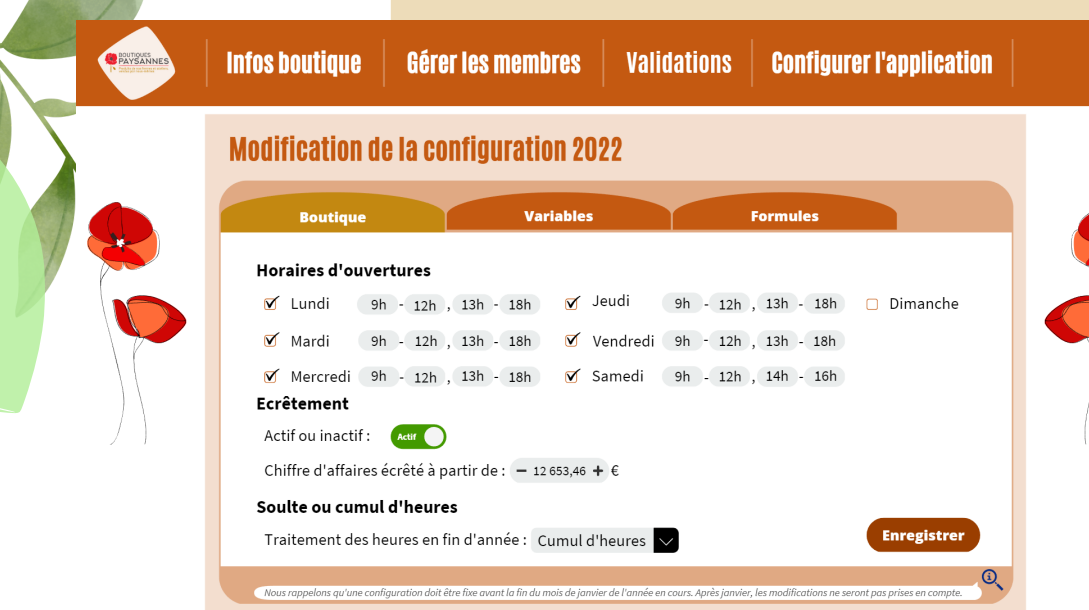 BOUTIQUES
PAYSANNES
Infos boutique
Gérer les membres
Validations
Configurer l'application
Modification de la configuration 2022
Boutique
Variables
Formules
Horaires d'ouvertures
Lundi 9h - 12h , 13h - 18h Jeudi 9h - 12h , 13h - 18h Dimanche
Mardi 9h - 12h , 13h - 18h Vendredi 9h - 12h , 13h - 18h
Mercredi 9h - 12h , 13h - 18h Samedi 9h - 12h , 14h - 16h
Ecrêtement
Actif ou inactif : Actif
Chiffre d'affaires écrêté à partir de : − 12 653,46 + €
Soulte ou cumul d'heures
Traitement des heures en fin d'année : Cumul d'heures
Enregistrer
Nous rappelons qu'une configuration doit être fixe avant la fin du mois de janvier de l'année en cours. Après janvier, les modifications ne seront pas prises en compte.